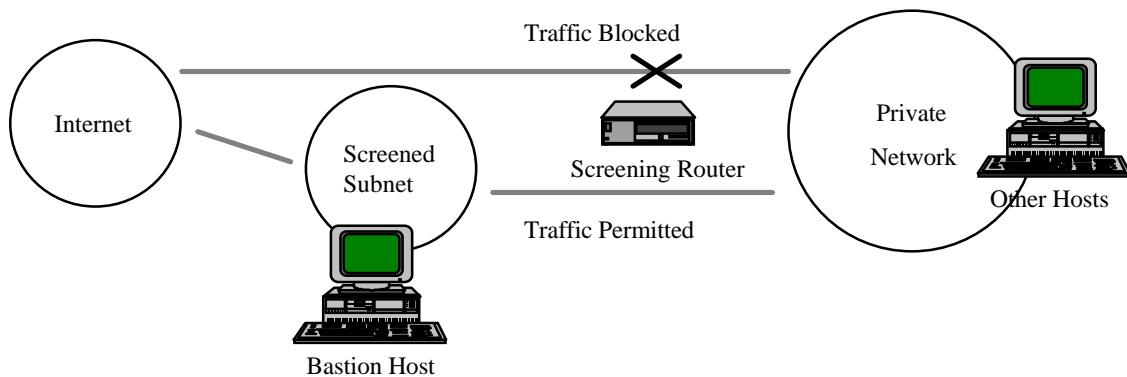 Traffic Blocked
Internet
Screened
Subnet
Screening Router
Private
Network
Other Hosts
Traffic Permitted
Bastion Host